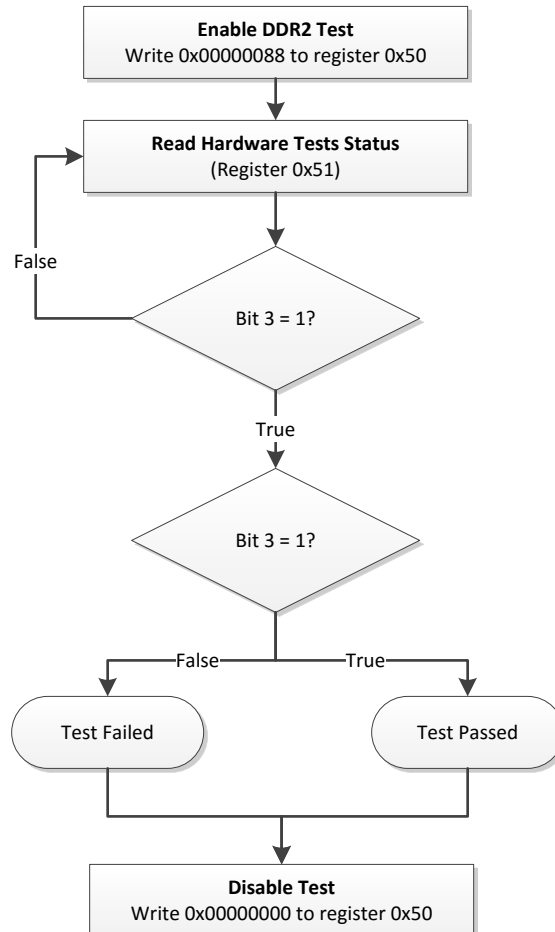 Enable DDR2 Test
Write 0x00000088 to register 0x50
Read Hardware Tests Status
(Register 0x51)
False
Bit 3 = 1?
True
Bit 3 = 1?
False
True
Test Failed
Test Passed
Disable Test
Write 0x00000000 to register 0x50